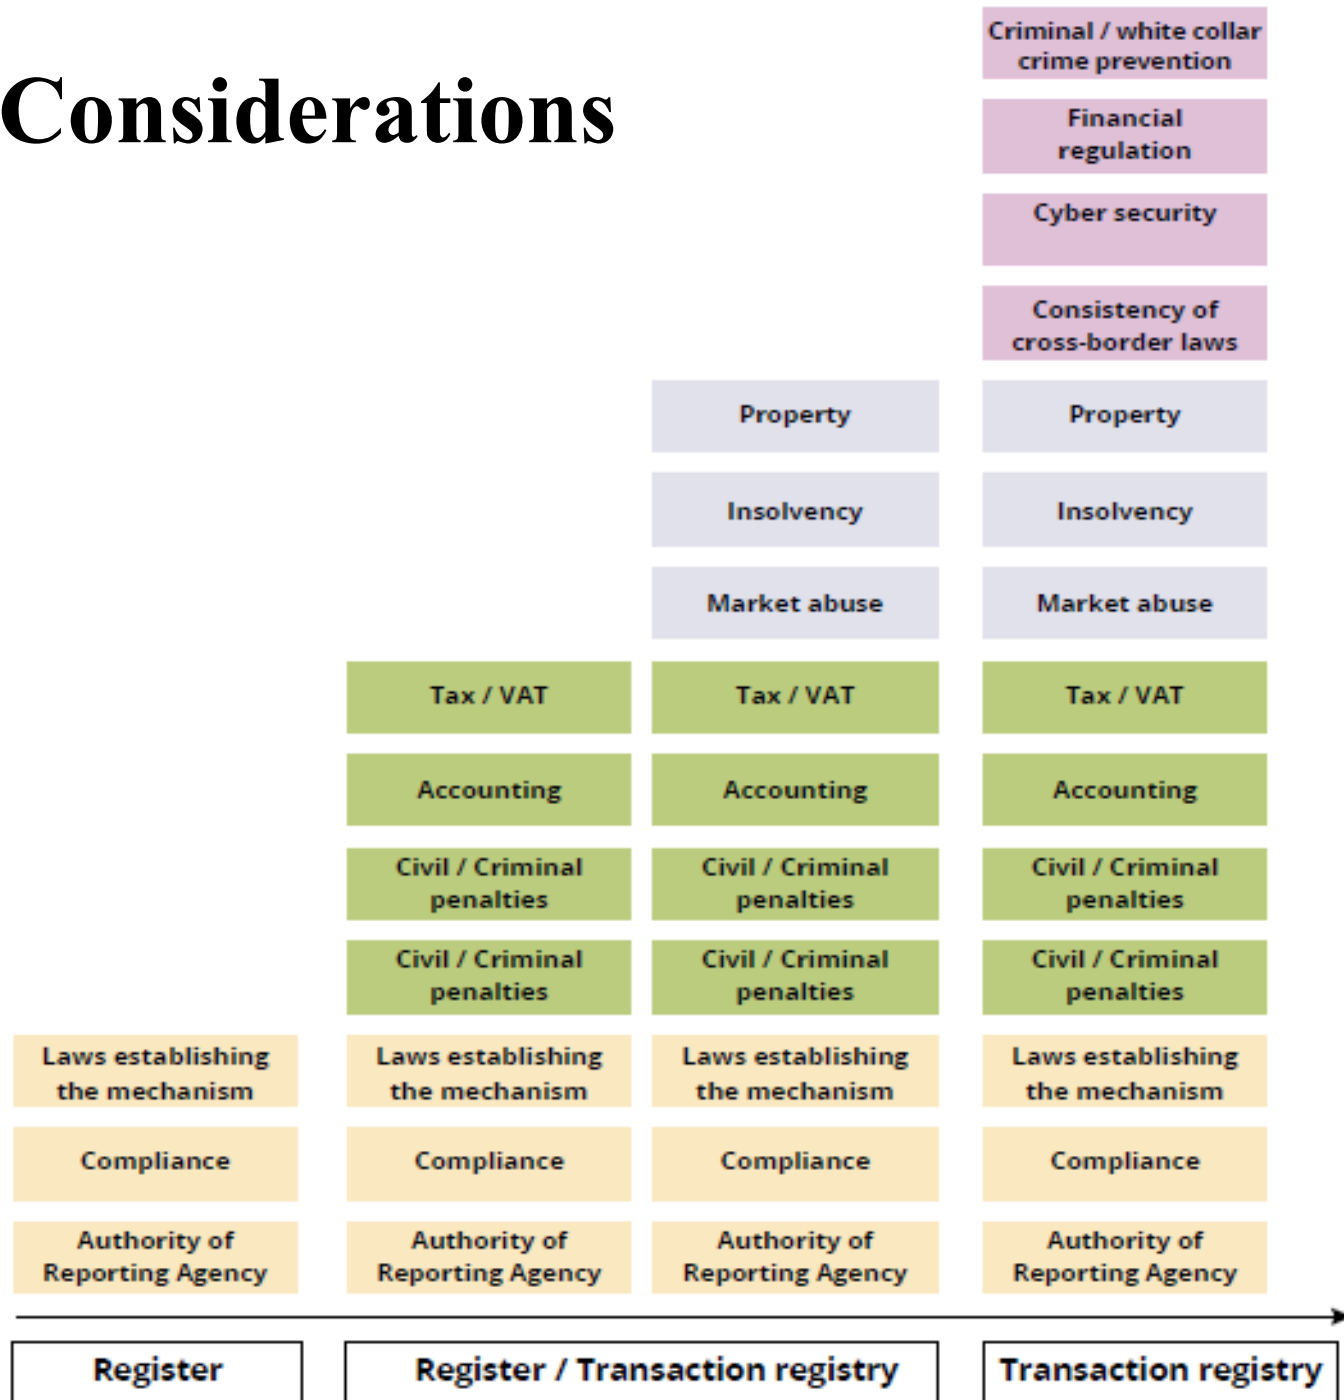 Considerations
Criminal / white collar
crime prevention
Financial
regulation
Cyber security
Consistency of
cross-border laws
Property
Property
Insolvency
Insolvency
Market abuse
Market abuse
Tax / VAT
Tax / VAT
Tax / VAT
Accounting
Accounting
Accounting
Civil / Criminal
penalties
Civil / Criminal
penalties
Civil / Criminal
penalties
Civil / Criminal
penalties
Civil / Criminal
penalties
Civil / Criminal
penalties
Laws establishing
the mechanism
Laws establishing
the mechanism
Laws establishing
the mechanism
Laws establishing
the mechanism
Compliance
Compliance
Compliance
Compliance
Authority of
Reporting Agency
Authority of
Reporting Agency
Authority of
Reporting Agency
Authority of
Reporting Agency
Register
Register / Transaction registry
Transaction registry